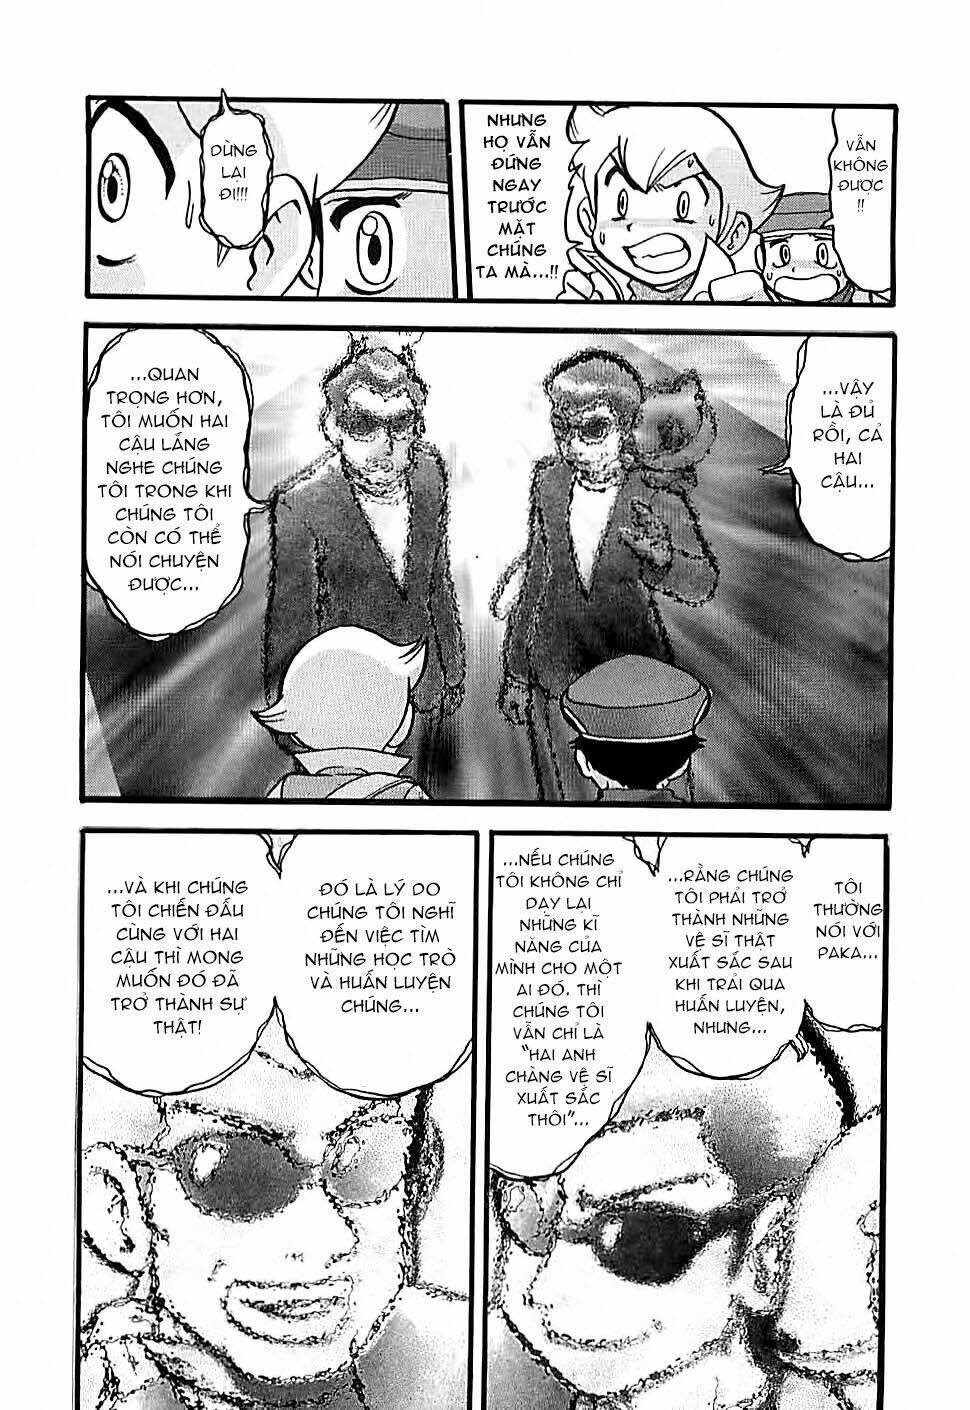 VẪN
KHÔNG
ĐƯỢC
!!
NHƯNG
HỌ VẪN
ĐỨNG
NGAY
TRƯỚC
MẶT
CHÚNG
TA MÀ...!!
DỪNG
LẠI
ĐI!!!
...VẬY
LÀ ĐỦ
RỒI, CẢ
HAI
CẬU...
...QUAN
TRỌNG HƠN,
TÔI MUỐN HAI
CẬU LẮNG
NGHE CHÚNG
TÔI TRONG KHI
CHÚNG TÔI
CÒN CÓ THỂ
NÓI CHUYỆN
ĐƯỢC...
TÔI
THƯỜNG
NÓI VỚI
PAKA...
...RẰNG CHÚNG
TÔI PHẢI TRỞ
THÀNH NHỮNG
VỆ SĨ THẬT
XUẤT SẮC SAU
KHI TRẢI QUA
HUẤN LUYỆN,
NHƯNG...
...NẾU CHÚNG
TÔI KHÔNG CHỈ
DẠY LẠI
NHỮNG KĨ
NĂNG CỦA
MÌNH CHO MỘT
AI ĐÓ. THÌ
CHÚNG TÔI
VẪN CHỈ LÀ
"HAI ANH
CHÀNG VỆ SĨ
XUẤT SẮC
THÔI"...
ĐÓ LÀ LÝ DO
CHÚNG TÔI NGHĨ
ĐẾN VIỆC TÌM
NHỮNG HỌC TRÒ
VÀ HUẤN LUYỆN
CHÚNG...
...VÀ KHI CHÚNG
TÔI CHIẾN ĐẤU
CÙNG VỚI HAI
CẬU THÌ MONG
MUỐN ĐÓ ĐÃ
TRỞ THÀNH SỰ
THẬT!